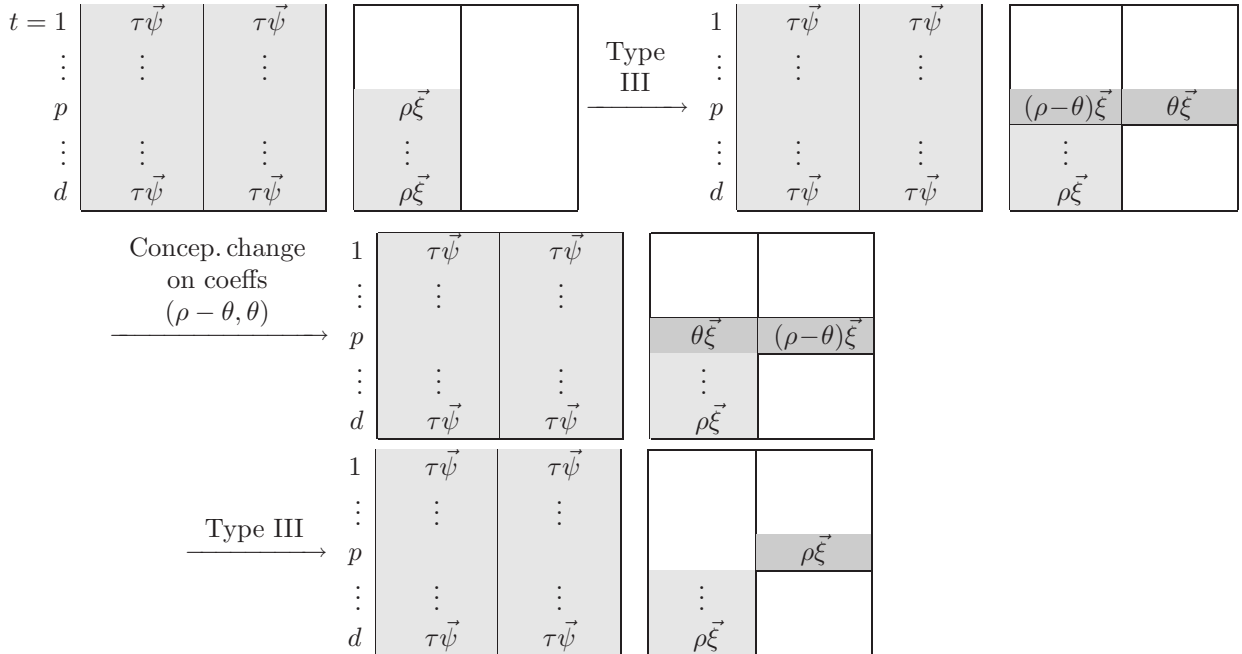 t = 1 τψ⃗ τψ⃗ Type III 1 τψ⃗ τψ⃗
⋮ ⋮ ⋮ ⋮ ⋮ ⋮
p ρξ⃗ p (ρ−θ)ξ⃗ θξ⃗
⋮ ⋮ ⋮ ⋮ ⋮ ⋮ ⋮ ⋮
d τψ⃗ τψ⃗ ρξ⃗ d τψ⃗ τψ⃗ ρξ⃗
Concep. change
on coeffs
(ρ − θ, θ)
1 τψ⃗ τψ⃗
⋮ ⋮ ⋮
p θξ⃗ (ρ−θ)ξ⃗
⋮ ⋮ ⋮ ⋮
d τψ⃗ τψ⃗ ρξ⃗
Type III
1 τψ⃗ τψ⃗
⋮ ⋮ ⋮
p ρξ⃗
⋮ ⋮ ⋮ ⋮
d τψ⃗ τψ⃗ ρξ⃗